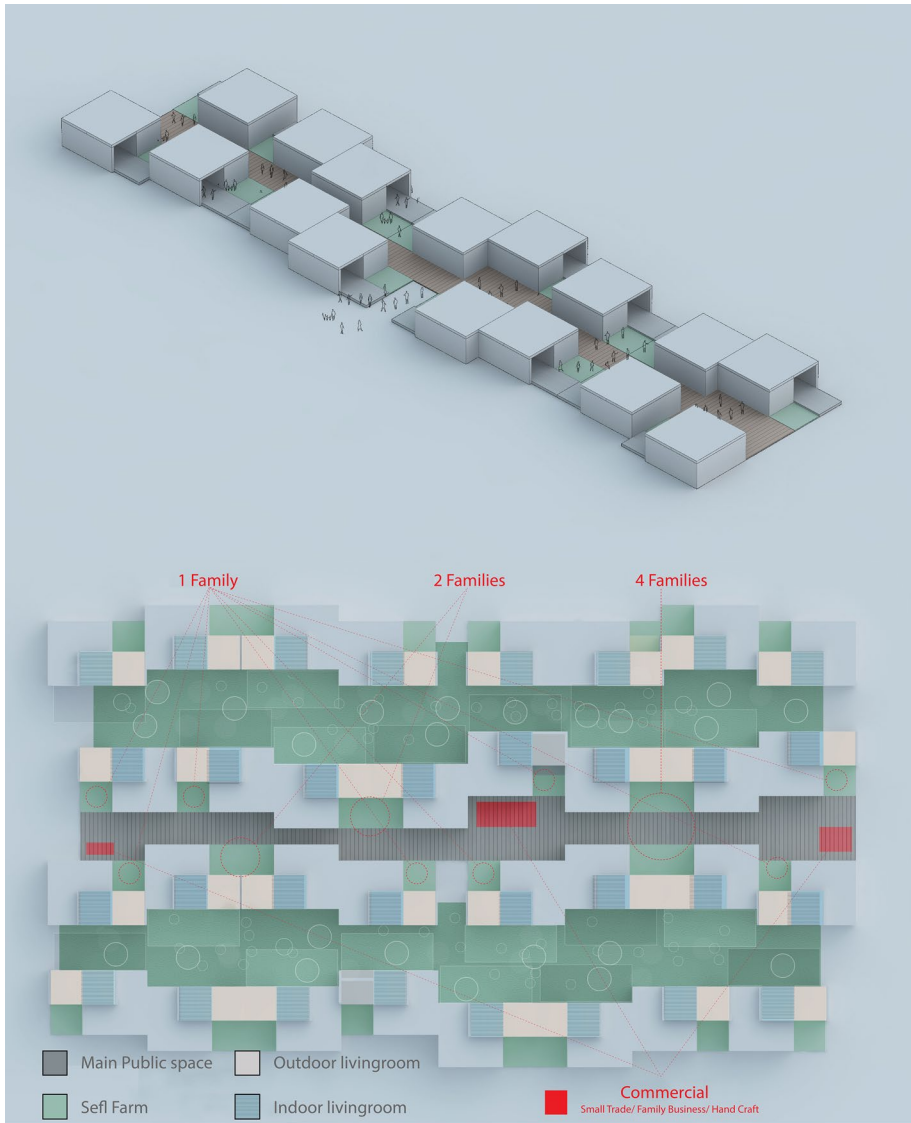 1 Family
2 Families
4 Families
Main Public space
Outdoor livingroom
Sefl Farm
Indoor livingroom
Commercial
Small Trade/ Family Business/ Hand Craft